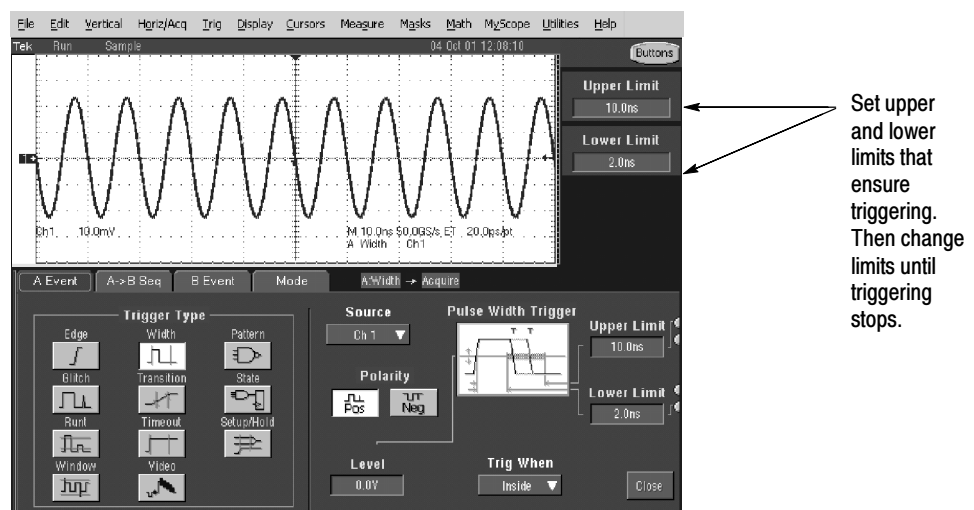 File Edit Vertical Horiz/Acq Trig Display Cursors Measure Masks Math MyScope Utilities Help
Tek Run Sample 04 Oct 01 12:08:10
Buttons
Upper Limit
10.0ns
Lower Limit
2.0ns
Set upper
and lower
limits that
ensure
triggering.
Then change
limits until
triggering
stops.
1
Ch1 10.0mV
M 10.0ns 50.0GS/s ET 20.0ps/pt
A Width Ch1
A Event A->B Seq B Event Mode A:Width → Acquire
Trigger Type
Edge Width Pattern
Glitch Transition State
Runt Timeout Setup/Hold
Window Video
Source
Ch 1
Polarity
Pos Neg
Level
0.0V
Pulse Width Trigger
T T
Upper Limit
10.0ns
Lower Limit
2.0ns
Trig When
Inside
Close